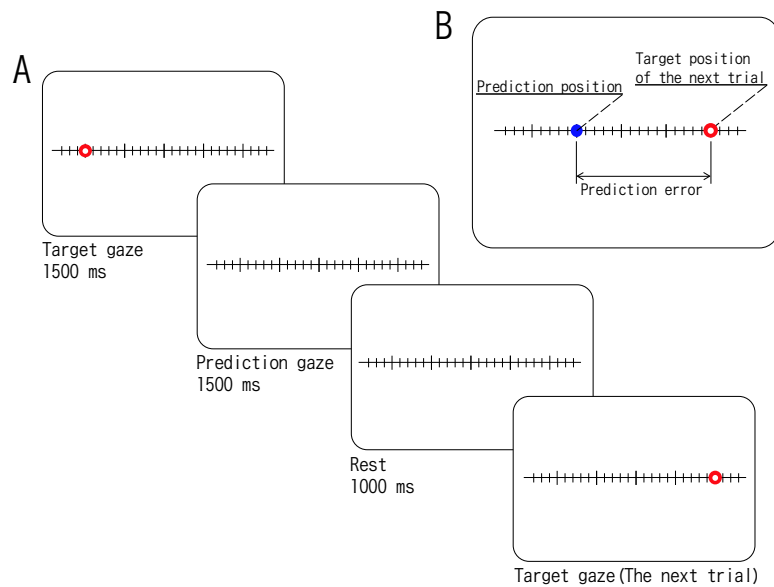 A
Target gaze
1500 ms
Prediction gaze
1500 ms
Rest
1000 ms
Target gaze(The next trial)
B
Prediction position
Target position
of the next trial
Prediction error